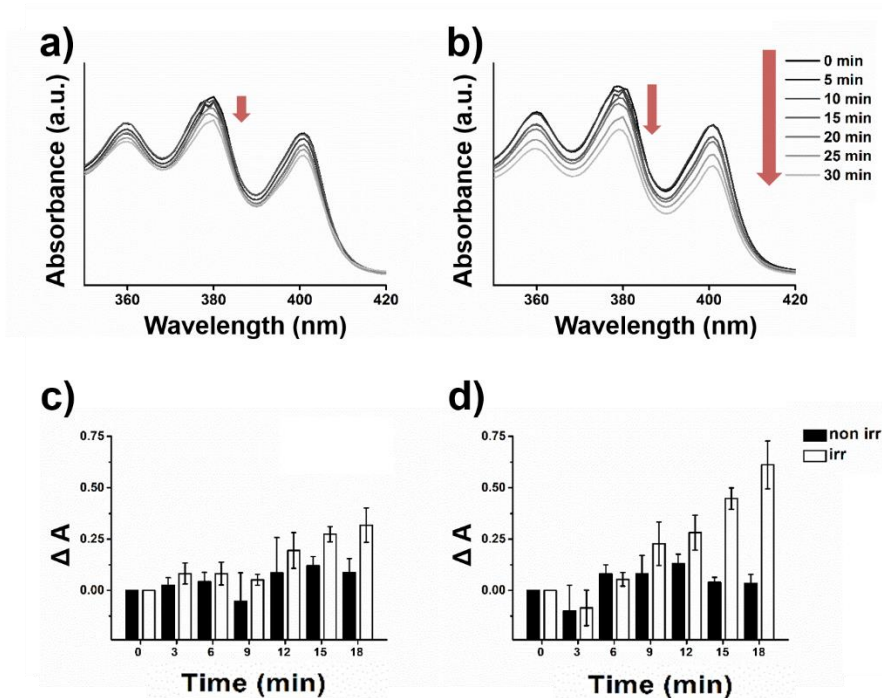 a)
Absorbance (a.u.)
360 380 400 420
Wavelength (nm)
b)
Absorbance (a.u.)
360 380 400 420
Wavelength (nm)
0 min
5 min
10 min
15 min
20 min
25 min
30 min
c)
0.75
0.50
0.25
0.00
Δ A
0 3 6 9 12 15 18
Time (min)
d)
0.75
0.50
0.25
0.00
Δ A
0 3 6 9 12 15 18
Time (min)
non irr
irr